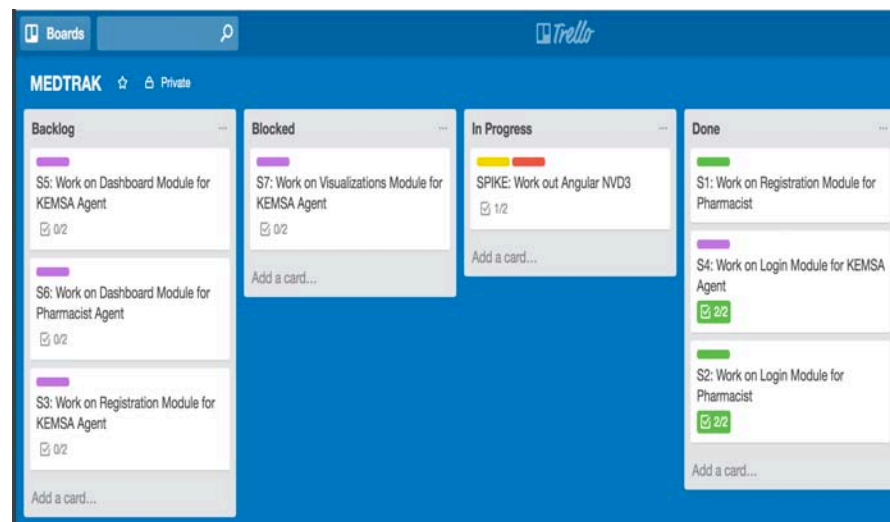 Boards
Trello
MEDTRAK
Private
Backlog
S5: Work on Dashboard Module for
KEMSA Agent
0/2
S6: Work on Dashboard Module for
Pharmacist Agent
0/2
S3: Work on Registration Module for
KEMSA Agent
0/2
Add a card...
Blocked
S7: Work on Visualizations Module for
KEMSA Agent
0/2
Add a card...
In Progress
SPIKE: Work out Angular NVD3
1/2
Add a card...
Done
S1: Work on Registration Module for
Pharmacist
S4: Work on Login Module for KEMSA
Agent
2/2
S2: Work on Login Module for
Pharmacist
2/2
Add a card...